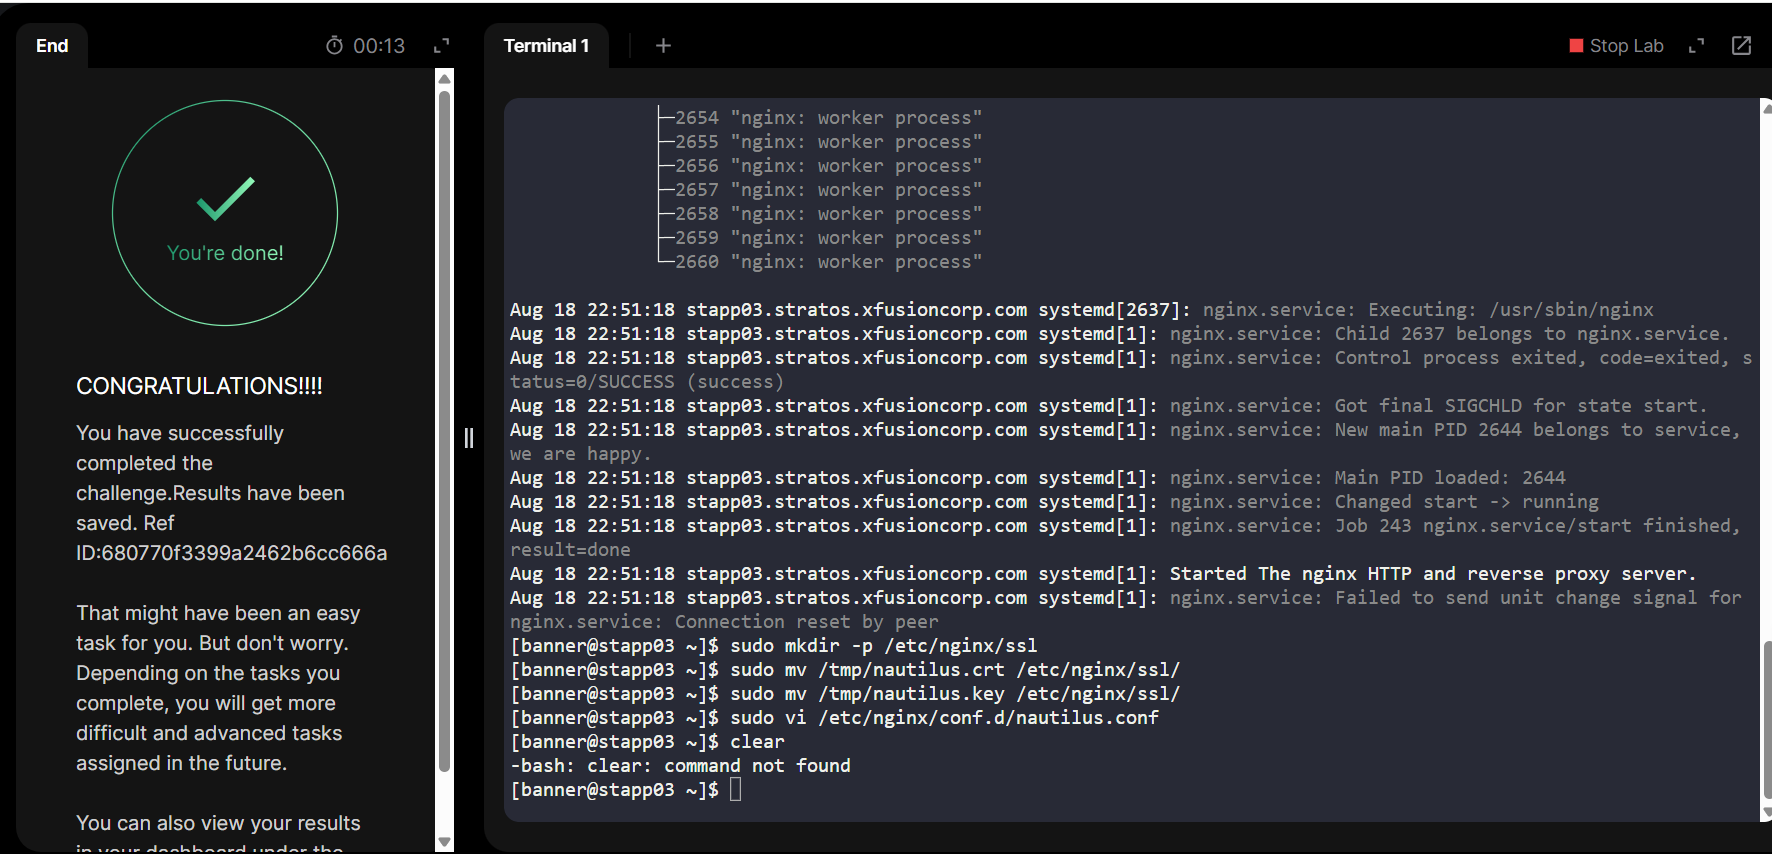 End
00:13
You're done!
CONGRATULATIONS!!!!
You have successfully
completed the
challenge.Results have been
saved. Ref
ID:680770f3399a2462b6cc666a
That might have been an easy
task for you. But don't worry.
Depending on the tasks you
complete, you will get more
difficult and advanced tasks
assigned in the future.
You can also view your results
in your dashboard under the
Terminal 1
+
Stop Lab
├─2654 "nginx: worker process"
├─2655 "nginx: worker process"
├─2656 "nginx: worker process"
├─2657 "nginx: worker process"
├─2658 "nginx: worker process"
├─2659 "nginx: worker process"
└─2660 "nginx: worker process"
Aug 18 22:51:18 stapp03.stratos.xfusioncorp.com systemd[2637]: nginx.service: Executing: /usr/sbin/nginx
Aug 18 22:51:18 stapp03.stratos.xfusioncorp.com systemd[1]: nginx.service: Child 2637 belongs to nginx.service.
Aug 18 22:51:18 stapp03.stratos.xfusioncorp.com systemd[1]: nginx.service: Control process exited, code=exited, s
tatus=0/SUCCESS (success)
Aug 18 22:51:18 stapp03.stratos.xfusioncorp.com systemd[1]: nginx.service: Got final SIGCHLD for state start.
Aug 18 22:51:18 stapp03.stratos.xfusioncorp.com systemd[1]: nginx.service: New main PID 2644 belongs to service,
we are happy.
Aug 18 22:51:18 stapp03.stratos.xfusioncorp.com systemd[1]: nginx.service: Main PID loaded: 2644
Aug 18 22:51:18 stapp03.stratos.xfusioncorp.com systemd[1]: nginx.service: Changed start -> running
Aug 18 22:51:18 stapp03.stratos.xfusioncorp.com systemd[1]: nginx.service: Job 243 nginx.service/start finished,
result=done
Aug 18 22:51:18 stapp03.stratos.xfusioncorp.com systemd[1]: Started The nginx HTTP and reverse proxy server.
Aug 18 22:51:18 stapp03.stratos.xfusioncorp.com systemd[1]: nginx.service: Failed to send unit change signal for
nginx.service: Connection reset by peer
[banner@stapp03 ~]$ sudo mkdir -p /etc/nginx/ssl
[banner@stapp03 ~]$ sudo mv /tmp/nautilus.crt /etc/nginx/ssl/
[banner@stapp03 ~]$ sudo mv /tmp/nautilus.key /etc/nginx/ssl/
[banner@stapp03 ~]$ sudo vi /etc/nginx/conf.d/nautilus.conf
[banner@stapp03 ~]$ clear
-bash: clear: command not found
[banner@stapp03 ~]$